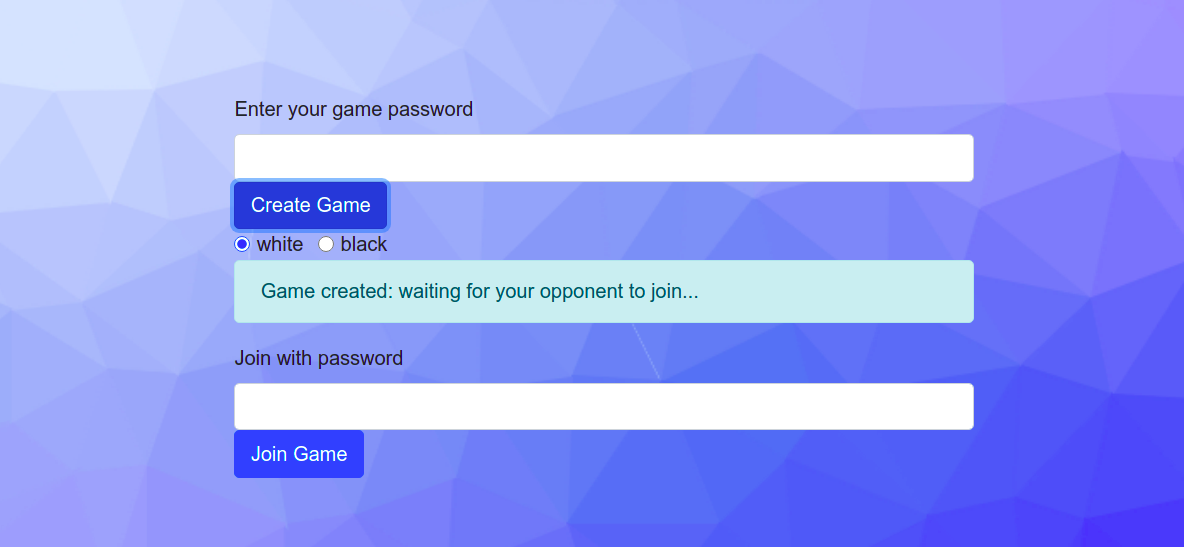 Enter your game password
Create Game
white black
Game created: waiting for your opponent to join...
Join with password
Join Game